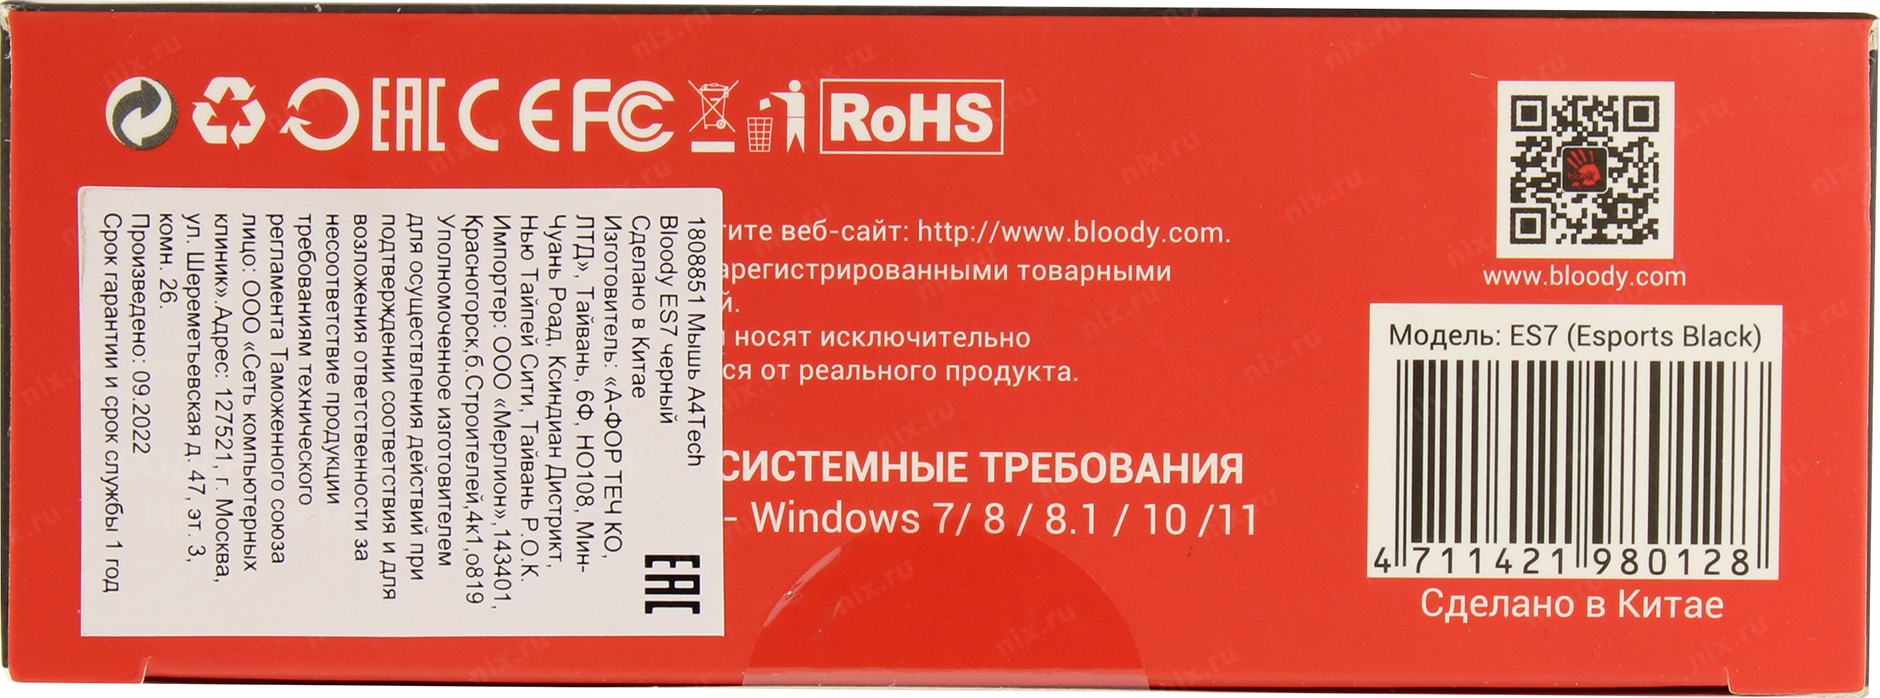 RoHS
тите веб-сайт: http://www.bloody.com.
арегистрированными товарными
й.
носят исключительно
ся от реального продукта.
СИСТЕМНЫЕ ТРЕБОВАНИЯ
- Windows 7/ 8 / 8.1 / 10 /11
1808851 Мышь A4Tech
Bloody ES7 черный
Сделано в Китае
Изготовитель: «А-ФОР ТЕЧ КО,
ЛТД», Тайвань, 6Ф, НО108, Мин-
Чуань Роад, Ксиндиан Дистрикт,
Нью Тайпей Сити, Тайвань Р.О.К.
Импортер: ООО «Мерлион»,143401,
Красногорск,б.Строителей,4к1,о819
Уполномоченное изготовителем
для осуществления действий при
подтверждении соответствия и для
возложения ответственности за
несоответствие продукции
требованиям технического
регламента Таможенного союза
лицо: ООО «Сеть компьютерных
клиник». Адрес: 127521, г. Москва,
ул. Шереметьевская д. 47, эт. 3,
комн. 26.
Произведено: 09.2022
Срок гарантии и срок службы 1 год
EAC
bloody
www.bloody.com
Модель: ES7 (Esports Black)
4 711421 980128
Сделано в Китае
nix.ru